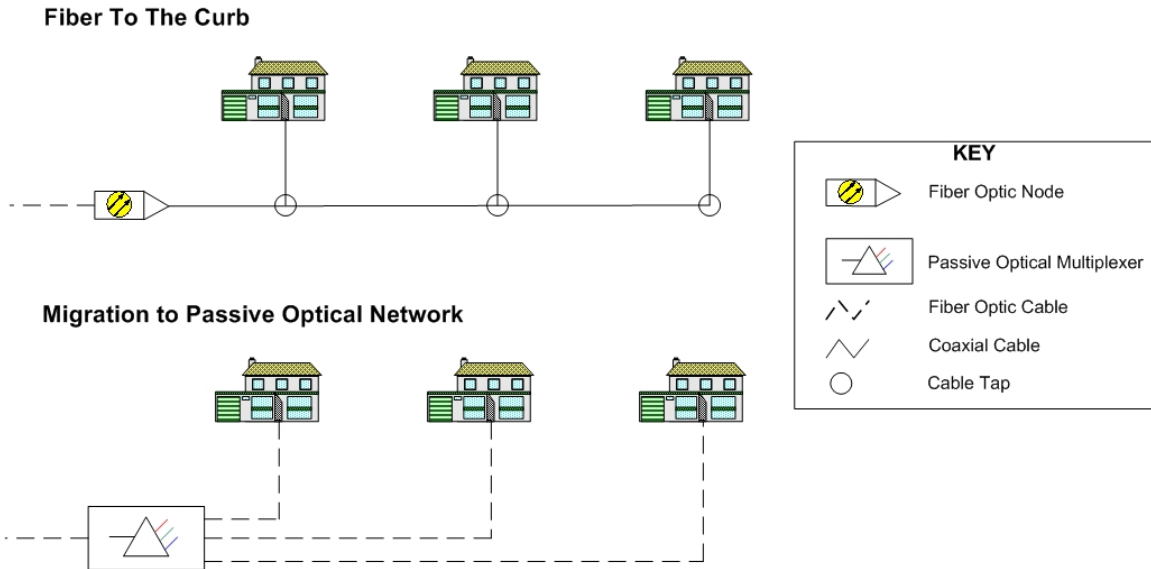 Fiber To The Curb
KEY
Fiber Optic Node
Passive Optical Multiplexer
Fiber Optic Cable
Coaxial Cable
Cable Tap
Migration to Passive Optical Network